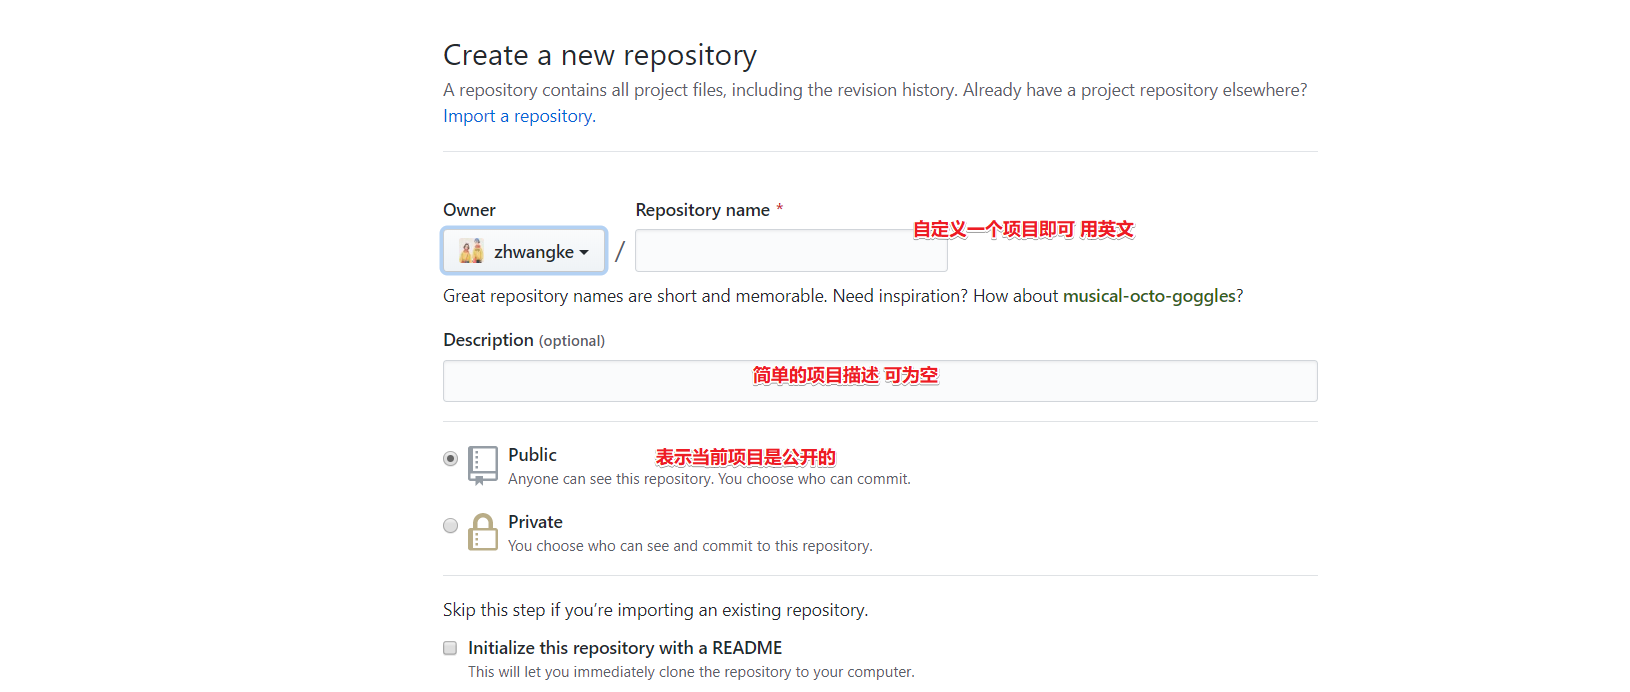 Create a new repository
A repository contains all project files, including the revision history. Already have a project repository elsewhere?
Import a repository.
Owner
Repository name *
自定义一个项目即可 用英文
zhwangke
/
Great repository names are short and memorable. Need inspiration? How about musical-octo-goggles?
Description (optional)
简单的项目描述 可为空
Public
表示当前项目是公开的
Anyone can see this repository. You choose who can commit.
Private
You choose who can see and commit to this repository.
Skip this step if you’re importing an existing repository.
Initialize this repository with a README
This will let you immediately clone the repository to your computer.